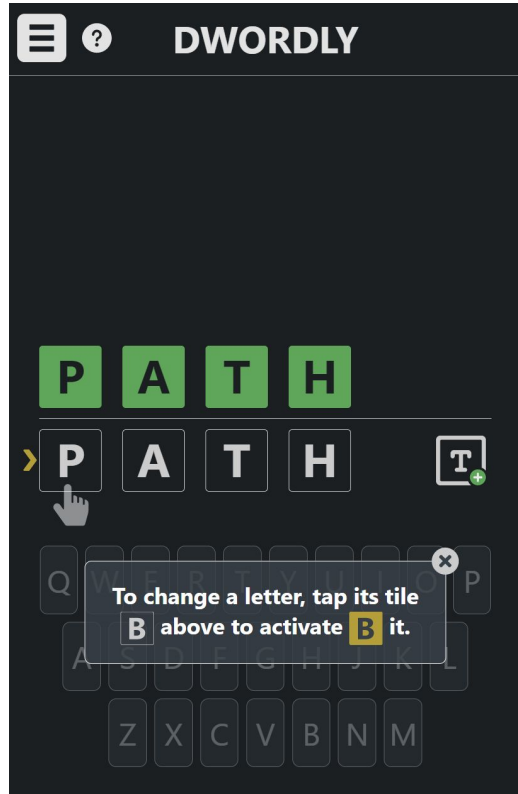 ? DWORDLY
P A T H
› P A T H T+
Q W E R T Y U I O P
To change a letter, tap its tile
B above to activate B it.
A S D F G H J K L
Z X C V B N M